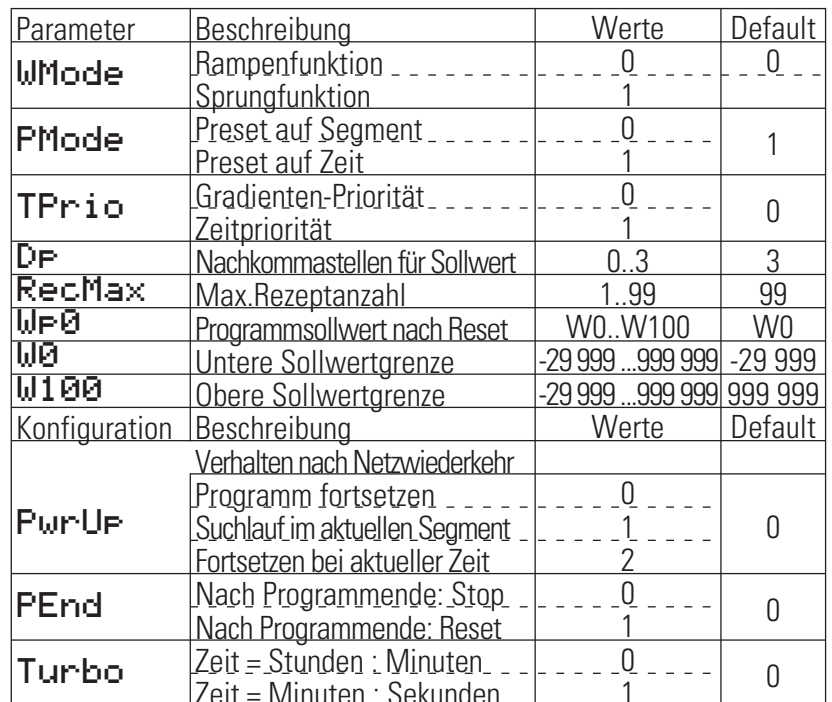 Parameter Beschreibung Werte Default
WMode Rampenfunktion 0 0
Sprungfunktion 1
PMode Preset auf Segment 0 1
Preset auf Zeit 1
TPrio Gradienten-Priorität 0 0
Zeitpriorität 1
Dp Nachkommastellen für Sollwert 0..3 3
RecMax Max.Rezeptanzahl 1..99 99
Wp0 Programmsollwert nach Reset W0..W100 W0
W0 Untere Sollwertgrenze -29 999 ...999 999 -29 999
W100 Obere Sollwertgrenze -29 999 ...999 999 999 999
Konfiguration Beschreibung Werte Default
Verhalten nach Netzwiederkehr
PwrUp Programm fortsetzen 0 0
Suchlauf im aktuellen Segment 1
Fortsetzen bei aktueller Zeit 2
PEnd Nach Programmende: Stop 0 0
Nach Programmende: Reset 1
Turbo Zeit = Stunden : Minuten 0 0
Zeit = Minuten : Sekunden 1